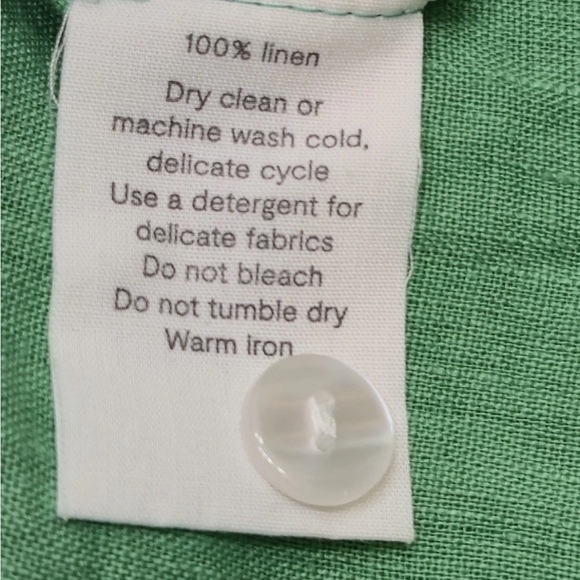 100% linen
Dry clean or
machine wash cold,
delicate cycle
Use a detergent for
delicate fabrics
Do not bleach
Do not tumble dry
Warm iron